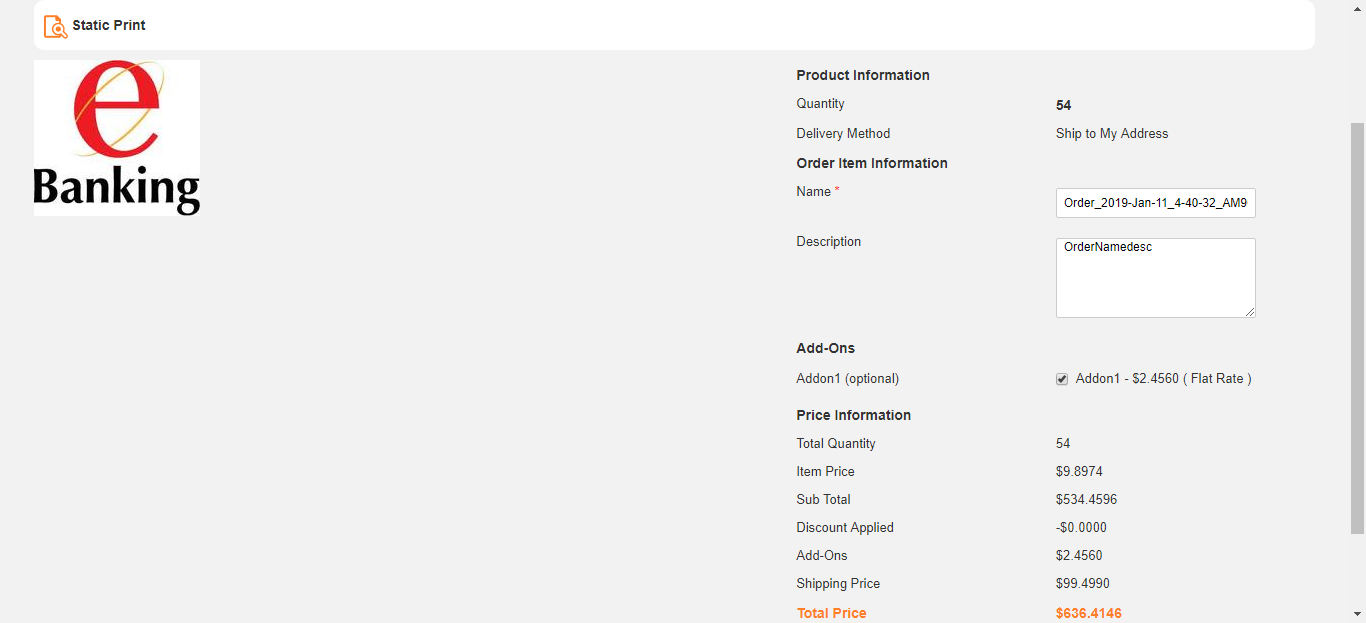 Static Print
e
Banking
Product Information
Quantity 54
Delivery Method Ship to My Address
Order Item Information
Name * Order_2019-Jan-11_4-40-32_AM9
Description OrderNamedesc
Add-Ons
Addon1 (optional) Addon1 - $2.4560 ( Flat Rate )
Price Information
Total Quantity 54
Item Price $9.8974
Sub Total $534.4596
Discount Applied -$0.0000
Add-Ons $2.4560
Shipping Price $99.4990
Total Price $636.4146